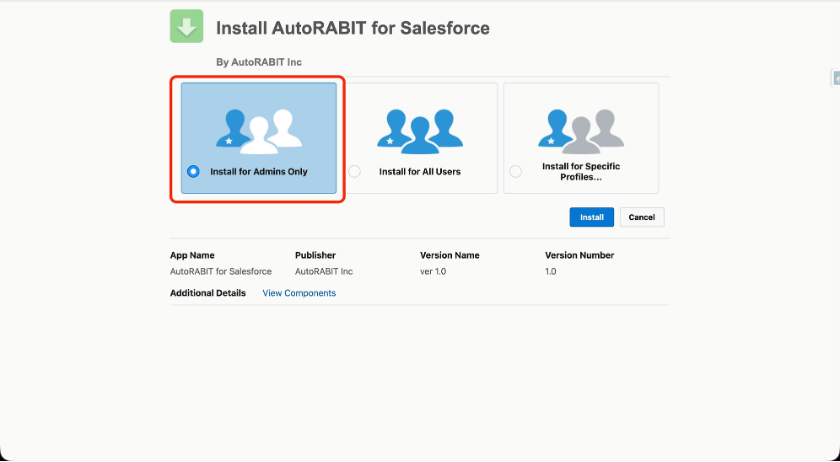 Install AutoRABIT for Salesforce
By AutoRABIT Inc
Install for Admins Only
Install for All Users
Install for Specific
Profiles...
Install
Cancel
App Name
Publisher
Version Name
Version Number
AutoRABIT for Salesforce
AutoRABIT Inc
ver 1.0
1.0
Additional Details
View Components